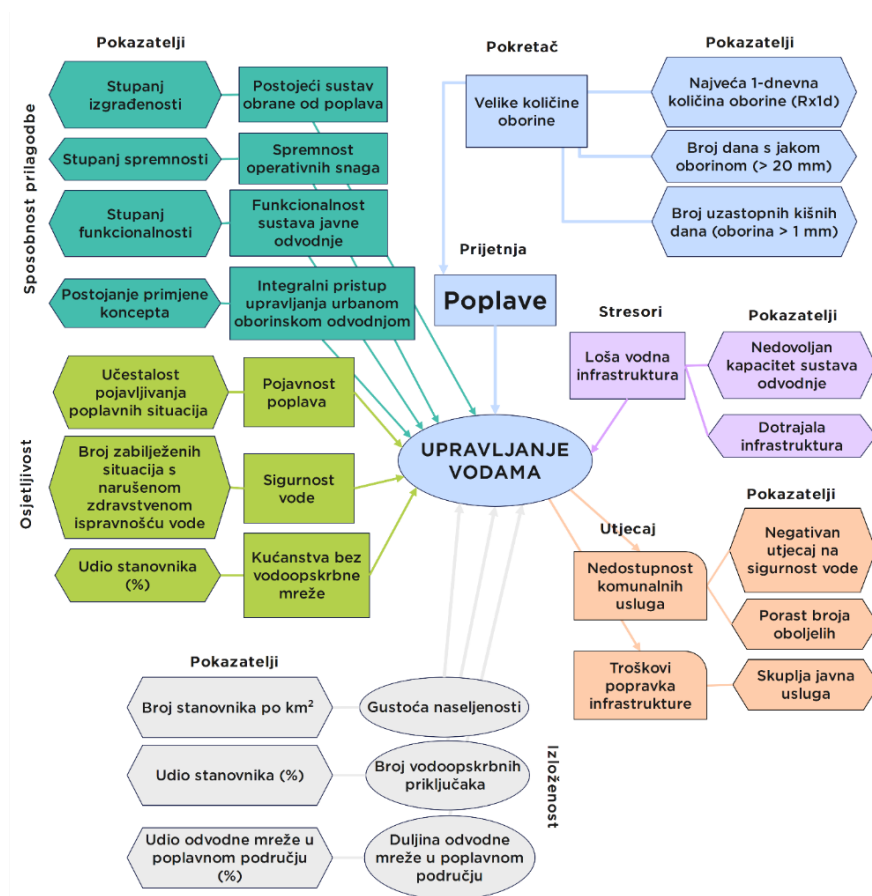 Pokazatelji
Sposobnost prilagodbe
Stupanj
izgrađenosti
Postojeći sustav
obrane od poplava
Stupanj spremnosti
Spremnost
operativnih snaga
Stupanj
funkcionalnosti
Funkcionalnost
sustava javne
odvodnje
Postojanje primjene
koncepta
Integralni pristup
upravljanja urbanom
oborinskom odvodnjom
Pokretač
Velike količine
oborine
Pokazatelji
Najveća 1-dnevna
količina oborine (Rx1d)
Broj dana s jakom
oborinom (> 20 mm)
Broj uzastopnih kišnih
dana (oborina > 1 mm)
Prijetnja
Poplave
Stresori
Loša vodna
infrastruktura
Pokazatelji
Nedovoljan
kapacitet sustava
odvodnje
Dotrajala
infrastruktura
Osjetljivost
Učestalost
pojavljivanja
poplavnih situacija
Pojavnost
poplava
Broj zabilježenih
situacija s
narušenom
zdravstvenom
ispravnošću vode
Sigurnost
vode
Udio stanovnika
(%)
Kućanstva bez
vodoopskrbne
mreže
UPRAVLJANJE
VODAMA
Utjecaj
Nedostupnost
komunalnih
usluga
Pokazatelji
Negativan
utjecaj na
sigurnost vode
Porast broja
oboljelih
Troškovi
popravka
infrastrukture
Skuplja javna
usluga
Pokazatelji
Broj stanovnika po km²
Gustoća naseljenosti
Udio stanovnika (%)
Broj vodoopskrbnih
priključaka
Udio odvodne mreže u
poplavnom području
(%)
Duljina odvodne
mreže u poplavnom
području
Izloženost